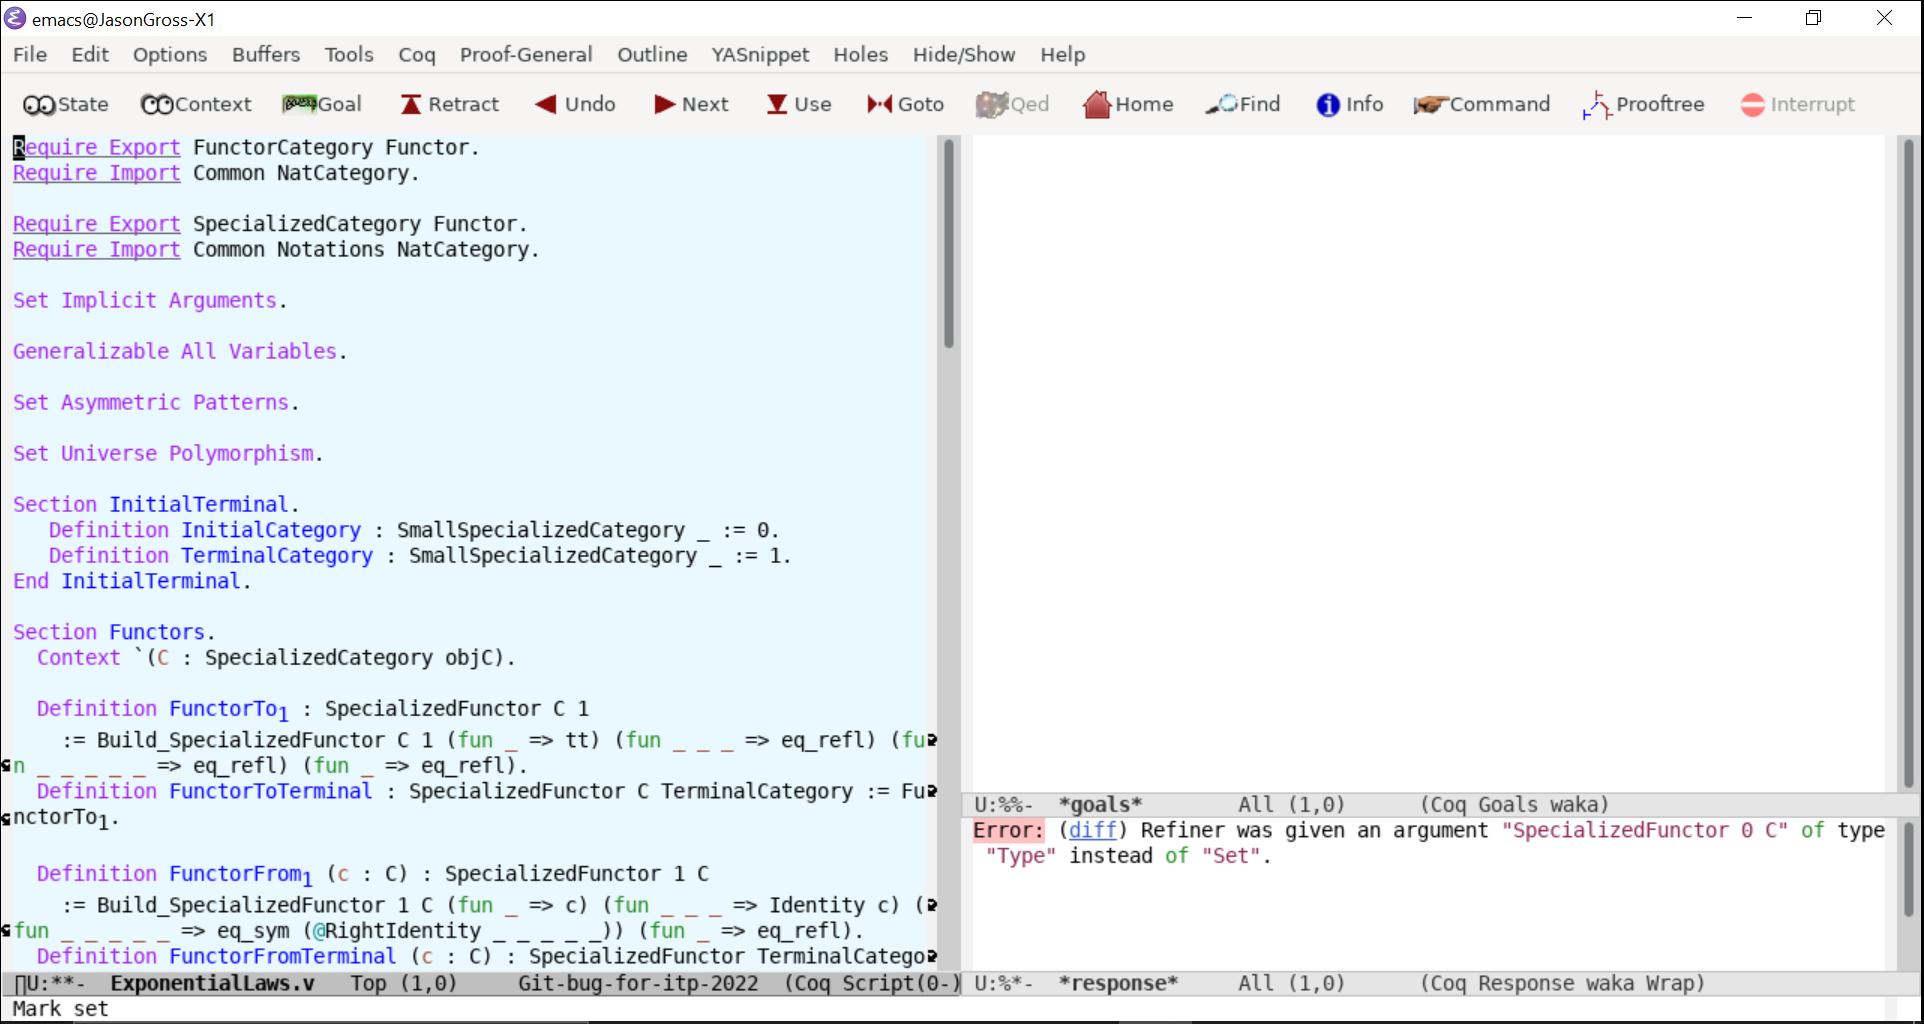 emacs@JasonGross-X1
File Edit Options Buffers Tools Coq Proof-General Outline YASnippet Holes Hide/Show Help
State Context Goal Retract Undo Next Use Goto Qed Home Find Info Command Prooftree Interrupt
Require Export FunctorCategory Functor.
Require Import Common NatCategory.
Require Export SpecializedCategory Functor.
Require Import Common Notations NatCategory.
Set Implicit Arguments.
Generalizable All Variables.
Set Asymmetric Patterns.
Set Universe Polymorphism.
Section InitialTerminal.
Definition InitialCategory : SmallSpecializedCategory _ := 0.
Definition TerminalCategory : SmallSpecializedCategory _ := 1.
End InitialTerminal.
Section Functors.
Context `(C : SpecializedCategory objC).
Definition FunctorTo₁ : SpecializedFunctor C 1
:= Build_SpecializedFunctor C 1 (fun _ => tt) (fun _ _ _ => eq_refl) (fu
n _ _ _ _ _ => eq_refl) (fun _ => eq_refl).
Definition FunctorToTerminal : SpecializedFunctor C TerminalCategory := Fu
nctorTo₁.
Definition FunctorFrom₁ (c : C) : SpecializedFunctor 1 C
:= Build_SpecializedFunctor 1 C (fun _ => c) (fun _ _ _ => Identity c) (
fun _ _ _ _ _ => eq_sym (@RightIdentity _ _ _ _ _)) (fun _ => eq_refl).
Definition FunctorFromTerminal (c : C) : SpecializedFunctor TerminalCatego
U:**- ExponentialLaws.v Top (1,0) Git-bug-for-itp-2022 (Coq Script(0-)
Mark set
U:%%- *goals* All (1,0) (Coq Goals waka)
Error: (diff) Refiner was given an argument "SpecializedFunctor 0 C" of type
"Type" instead of "Set".
U:%*- *response* All (1,0) (Coq Response waka Wrap)